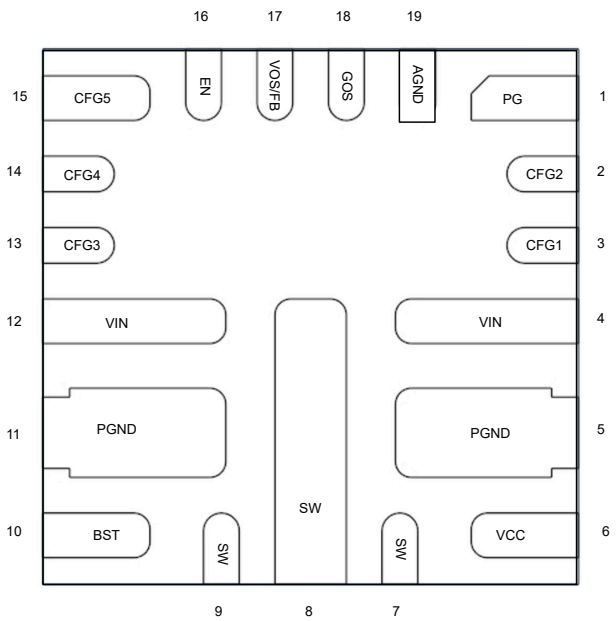 16 17 18 19
EN
VOS/FB
GOS
AGND
15 CFG5 PG 1
14 CFG4 CFG2 2
13 CFG3 CFG1 3
12 VIN VIN 4
11 PGND PGND 5
10 BST SW SW SW VCC 6
9 8 7